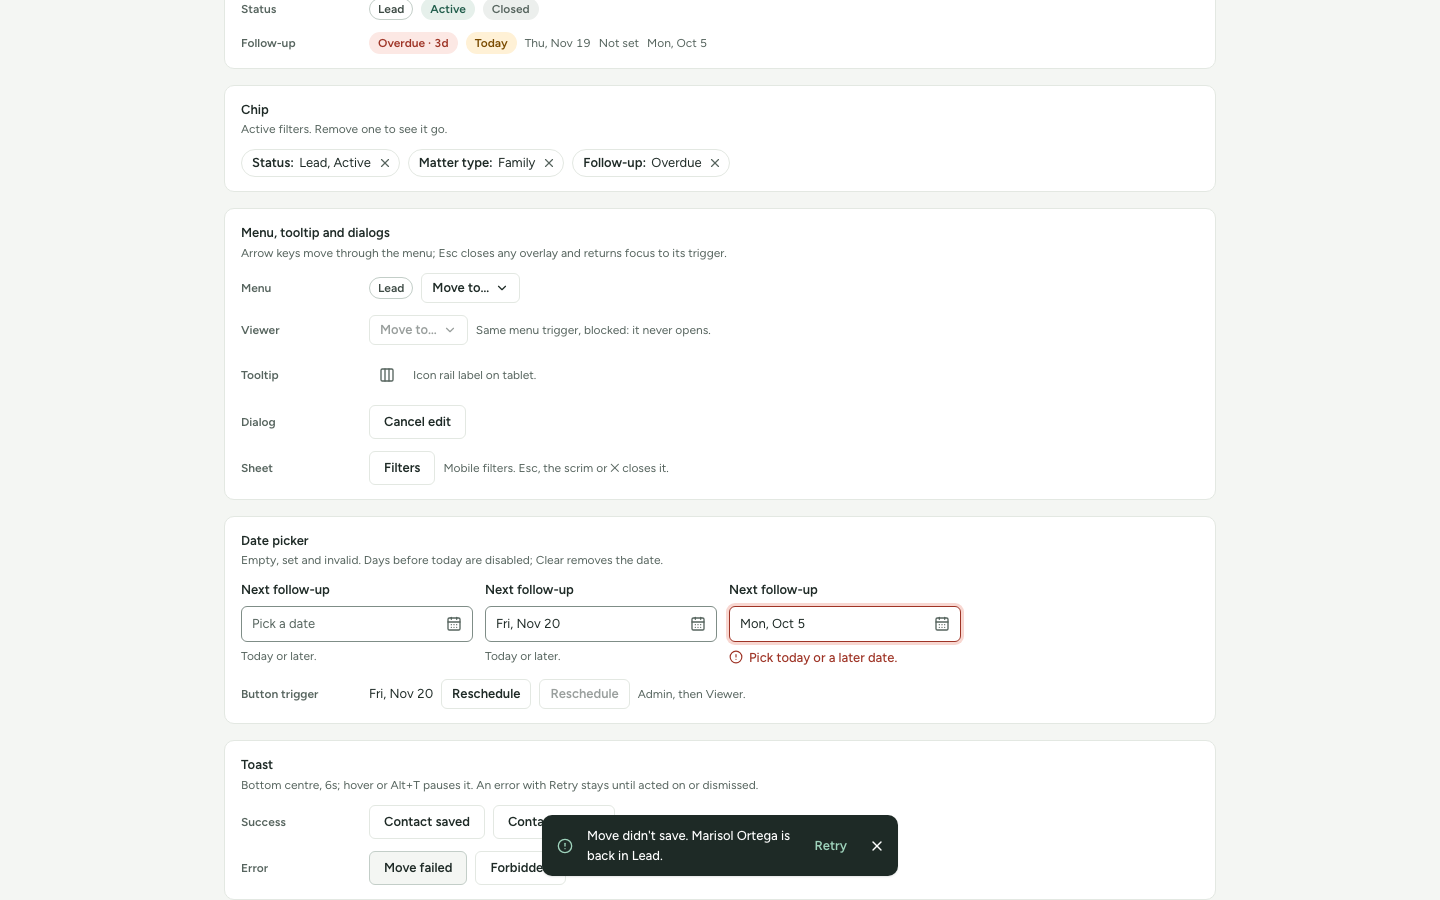 Status Lead Active Closed
Follow-up Overdue · 3d Today Thu, Nov 19 Not set Mon, Oct 5
Chip
Active filters. Remove one to see it go.
Status: Lead, Active Matter type: Family Follow-up: Overdue
Menu, tooltip and dialogs
Arrow keys move through the menu; Esc closes any overlay and returns focus to its trigger.
Menu Lead Move to...
Viewer Move to... Same menu trigger, blocked: it never opens.
Tooltip Icon rail label on tablet.
Dialog Cancel edit
Sheet Filters Mobile filters. Esc, the scrim or ✕ closes it.
Date picker
Empty, set and invalid. Days before today are disabled; Clear removes the date.
Next follow-up Next follow-up Next follow-up
Pick a date Fri, Nov 20 Mon, Oct 5
Today or later. Today or later. Pick today or a later date.
Button trigger Fri, Nov 20 Reschedule Reschedule Admin, then Viewer.
Toast
Bottom centre, 6s; hover or Alt+T pauses it. An error with Retry stays until acted on or dismissed.
Success Contact saved Conta
Error Move failed Forbidde
Move didn't save. Marisol Ortega is
back in Lead.
Retry